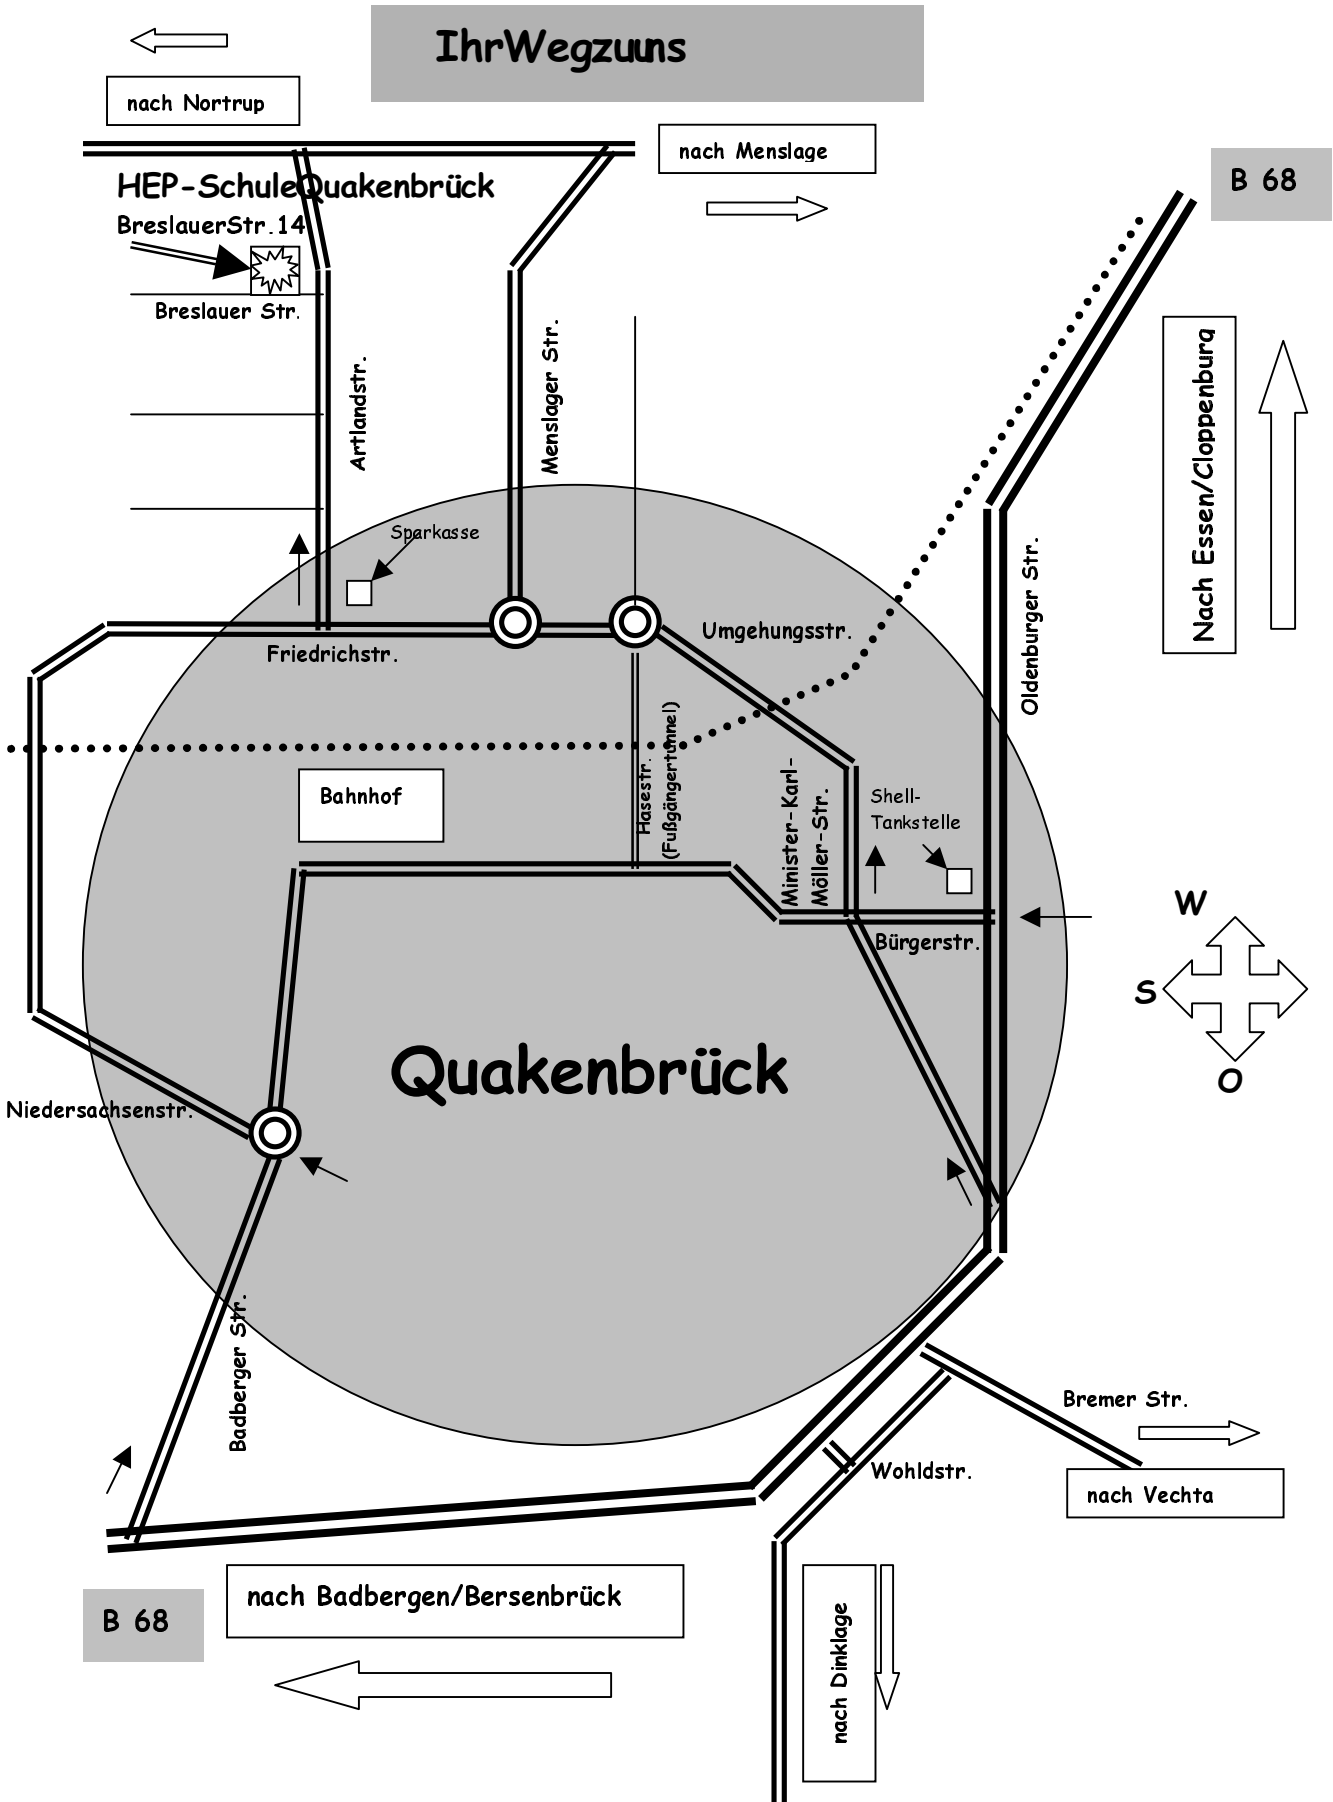 IhrWegzuuns
nach Nortrup
nach Menslage
B 68
HEP-SchuleQuakenbrück
BreslauerStr.14
Breslauer Str.
Artlandstr.
Menslager Str.
Nach Essen/Cloppenburg
Sparkasse
Oldenburger Str.
Umgehungsstr.
Friedrichstr.
Hasestr.
(Fußgängertunnel)
Bahnhof
Minister-Karl-
Möller-Str.
Shell-
Tankstelle
Bürgerstr.
W
S
O
Quakenbrück
Niedersachsenstr.
Badberger Str.
Bremer Str.
Wohldstr.
nach Vechta
nach Badbergen/Bersenbrück
B 68
nach Dinklage